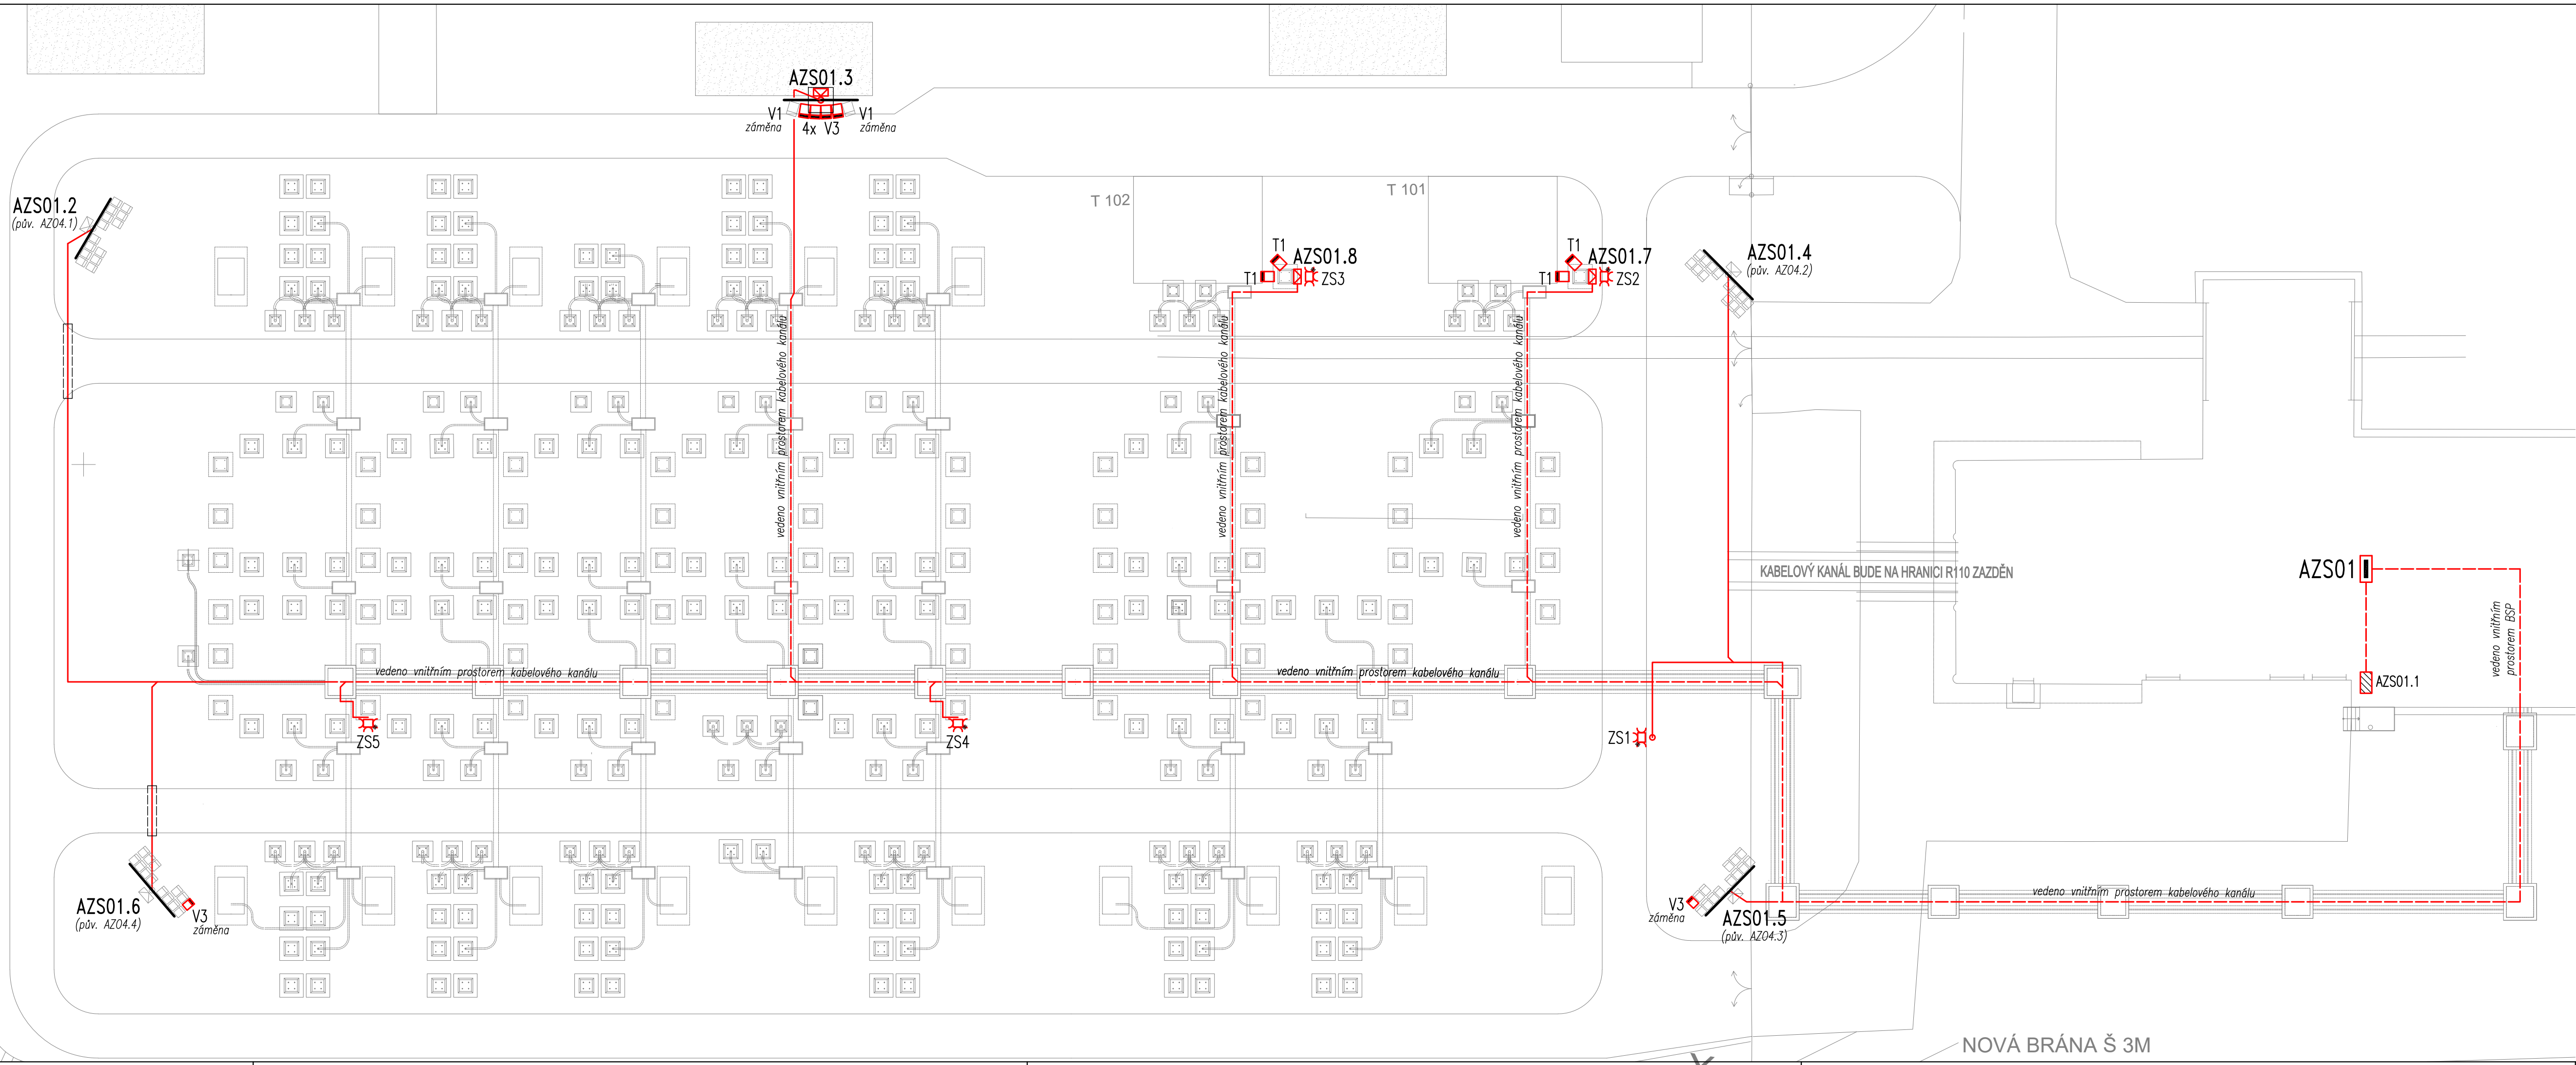 AZS01.3
V1
záměna
4x V3
V1
záměna
AZS01.2
(pův. AZ04.1)
T 102
T 101
T1
AZS01.8
T1
ZS3
T1
AZS01.7
T1
ZS2
AZS01.4
(pův. AZ04.2)
vedeno vnitřním prostorem kabelového kanálu
vedeno vnitřním prostorem kabelového kanálu
vedeno vnitřním prostorem kabelového kanálu
KABELOVÝ KANÁL BUDE NA HRANICI R110 ZAZDĚN
AZS01
vedeno vnitřním
prostorem BSP
AZS01.1
vedeno vnitřním prostorem kabelového kanálu
vedeno vnitřním prostorem kabelového kanálu
ZS5
ZS4
ZS1
AZS01.6
(pův. AZ04.4)
V3
záměna
V3
záměna
AZS01.5
(pův. AZ04.3)
vedeno vnitřním prostorem kabelového kanálu
NOVÁ BRÁNA Š 3M